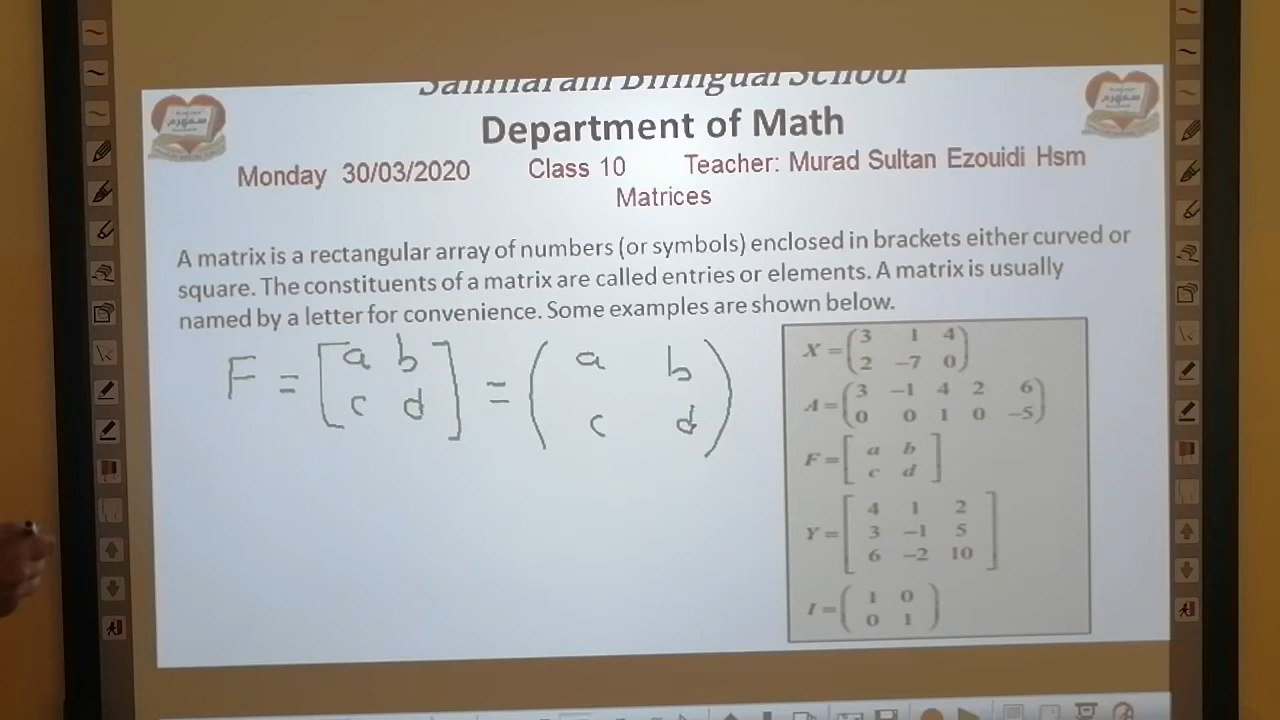 Bilingual School
Department of Math
Monday 30/03/2020 Class 10 Teacher: Murad Sultan Ezouidi Hsm
Matrices
A matrix is a rectangular array of numbers (or symbols) enclosed in brackets either curved or
square. The constituents of a matrix are called entries or elements. A matrix is usually
named by a letter for convenience. Some examples are shown below.
F = [a b
c d] = (a b
c d)
X = (3 1 4
2 -7 0)
A = (3 -1 4 2 6
0 0 1 0 -5)
F = [a b
c d]
Y = [4 1 2
3 -1 5
6 -2 10]
I = (1 0
0 1)
سمهرم
سمهرم